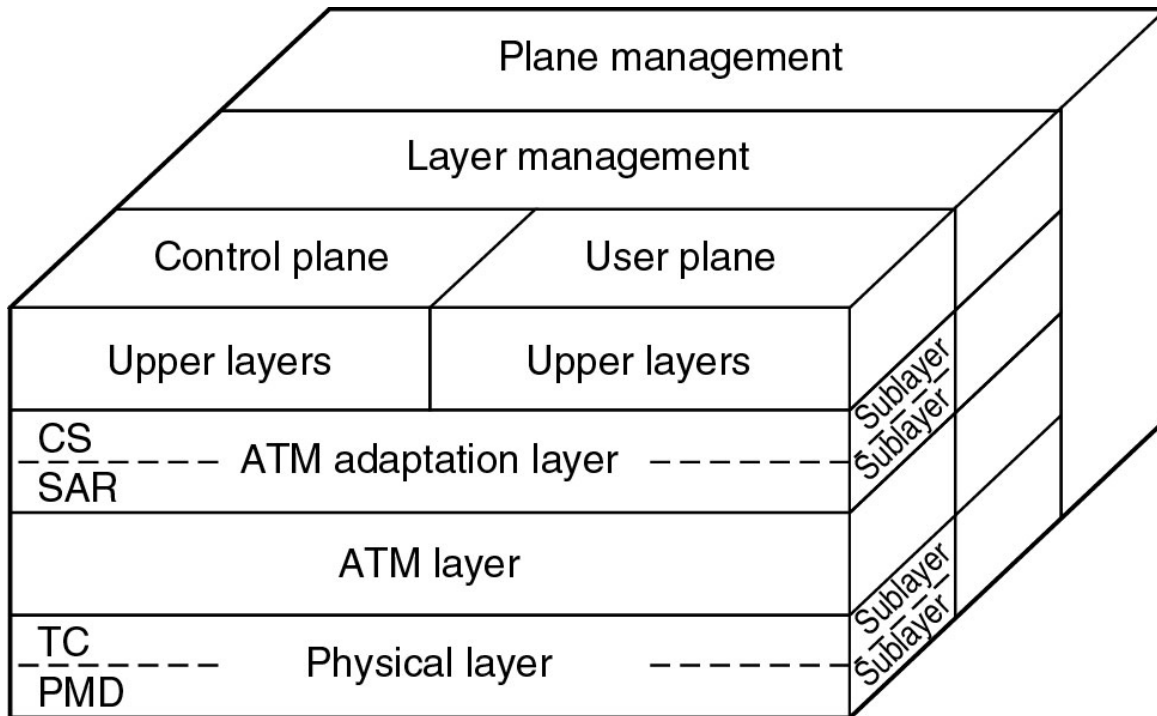 Plane management
Layer management
Control plane
User plane
Upper layers
Upper layers
Sublayer
Sublayer
CS
ATM adaptation layer
SAR
ATM layer
Sublayer
Sublayer
TC
Physical layer
PMD